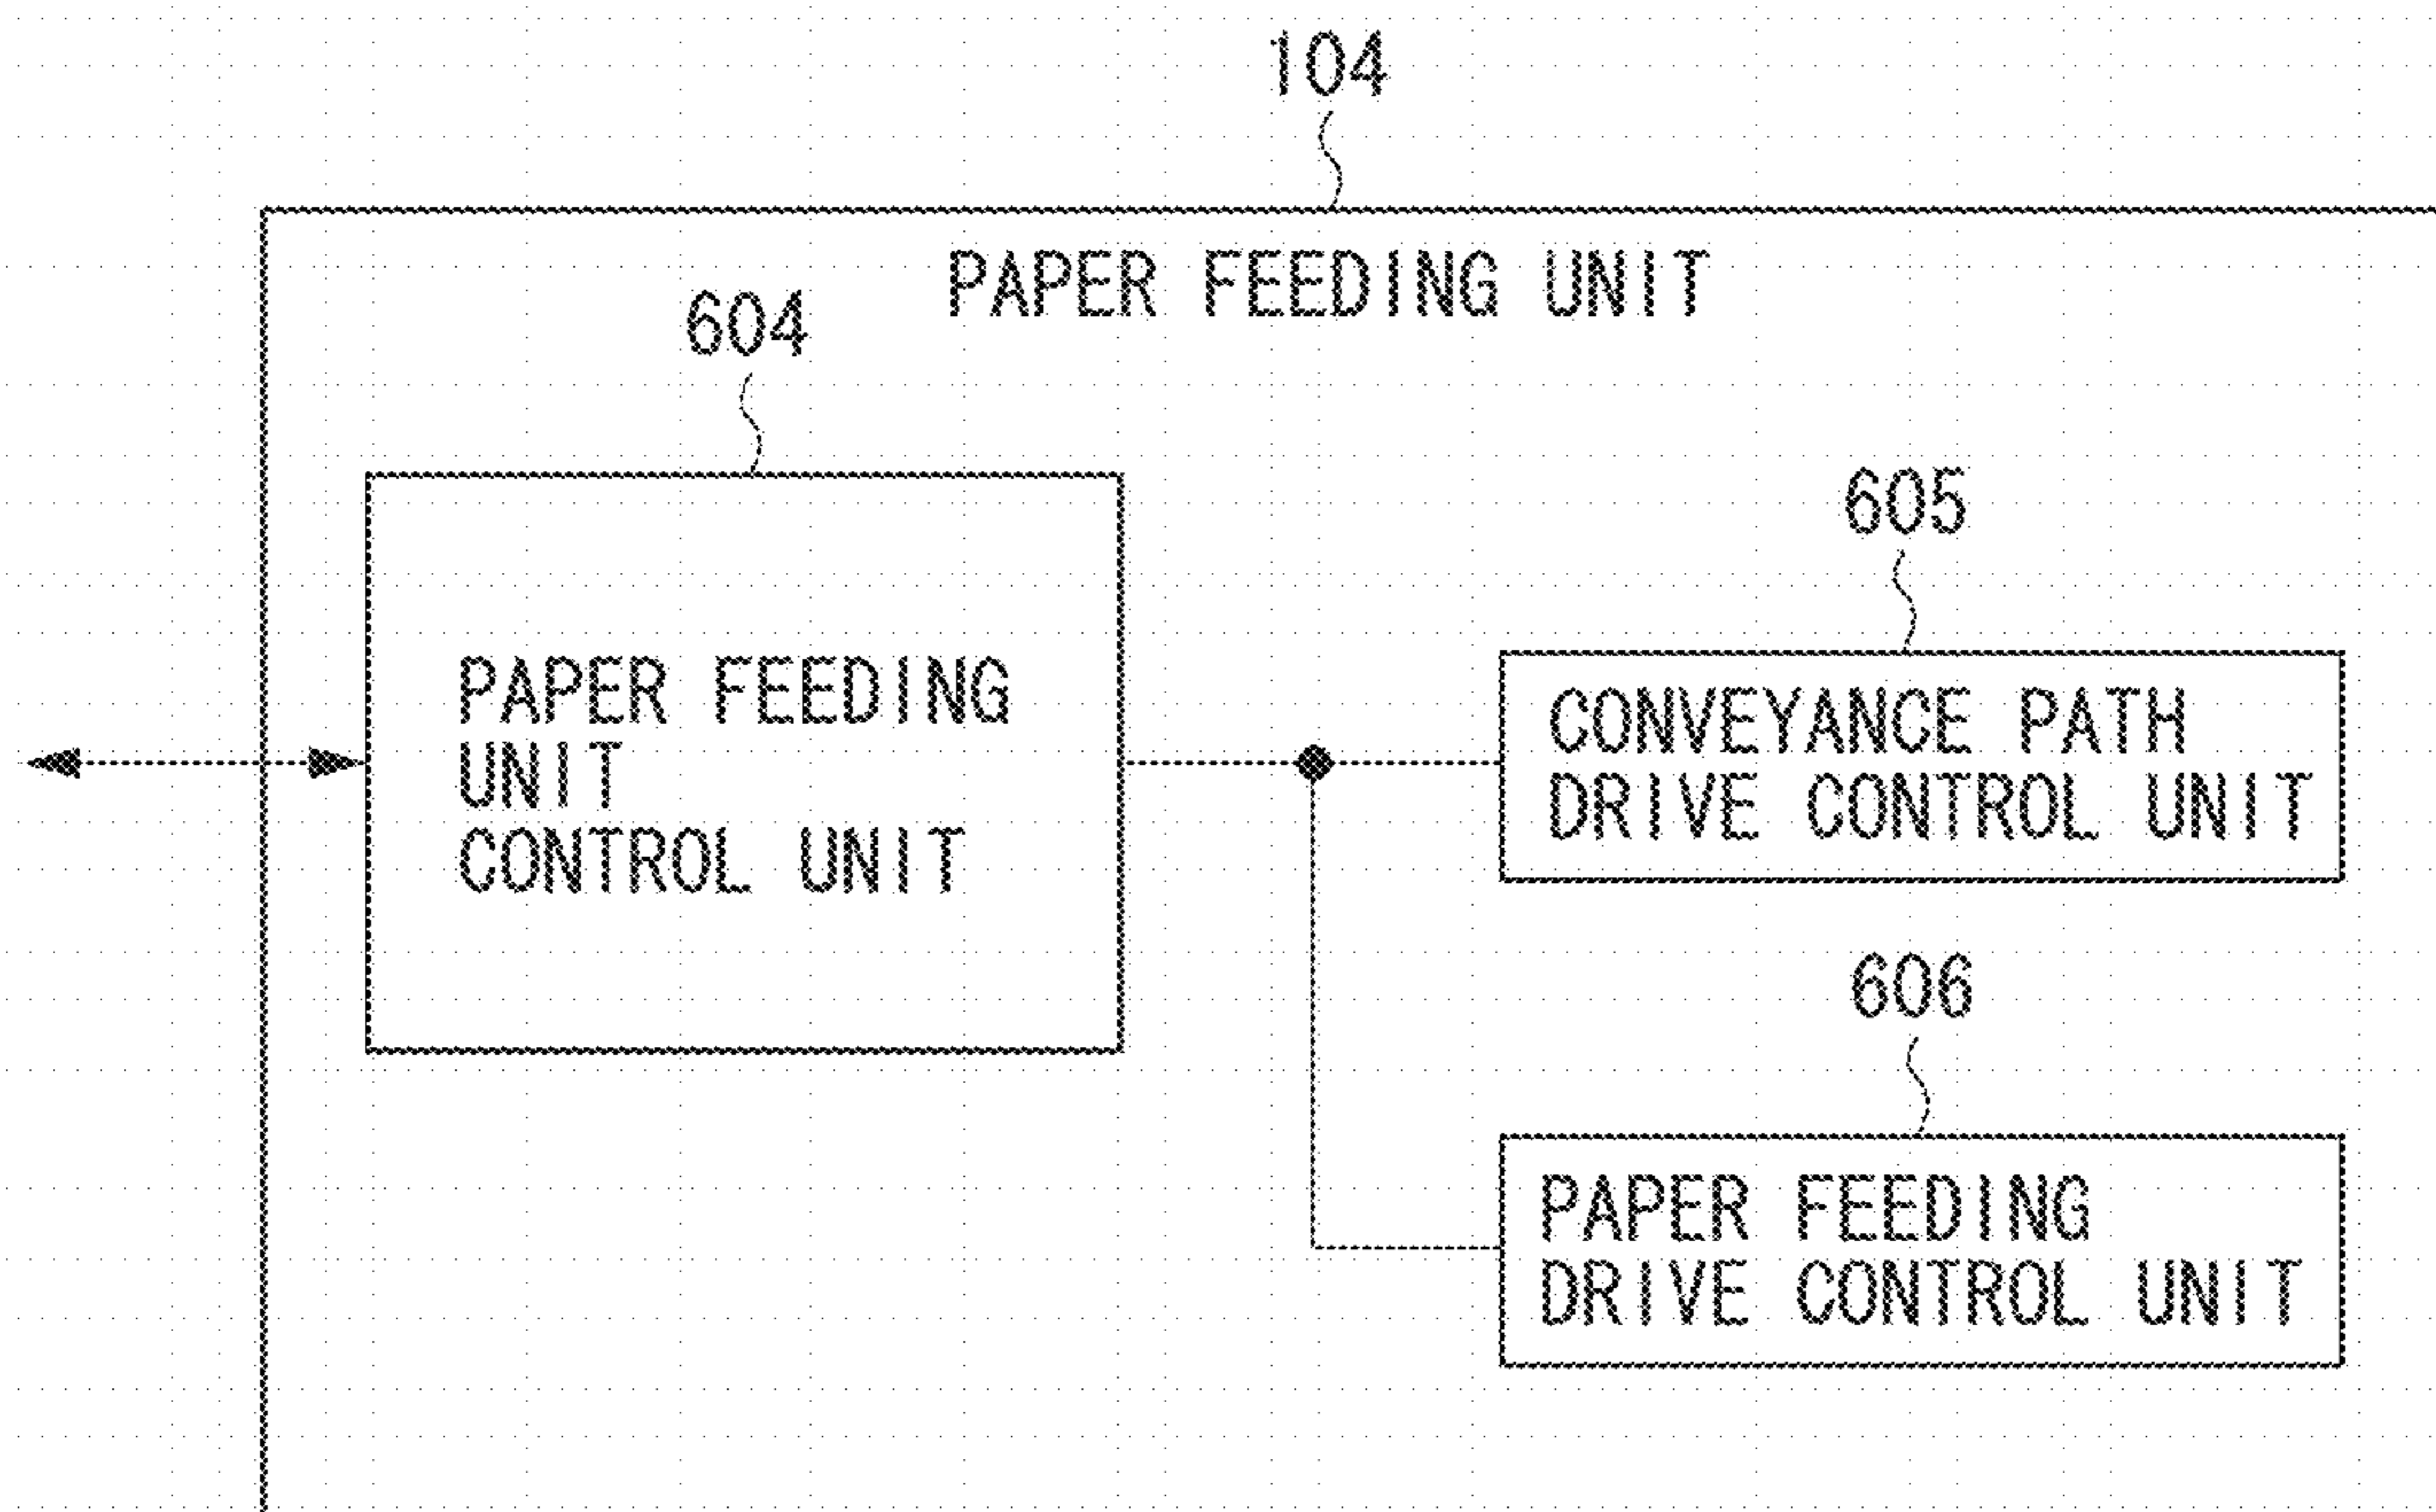 104
PAPER FEEDING UNIT
604
PAPER FEEDING
UNIT
CONTROL UNIT
605
CONVEYANCE PATH
DRIVE CONTROL UNIT
606
PAPER FEEDING
DRIVE CONTROL UNIT